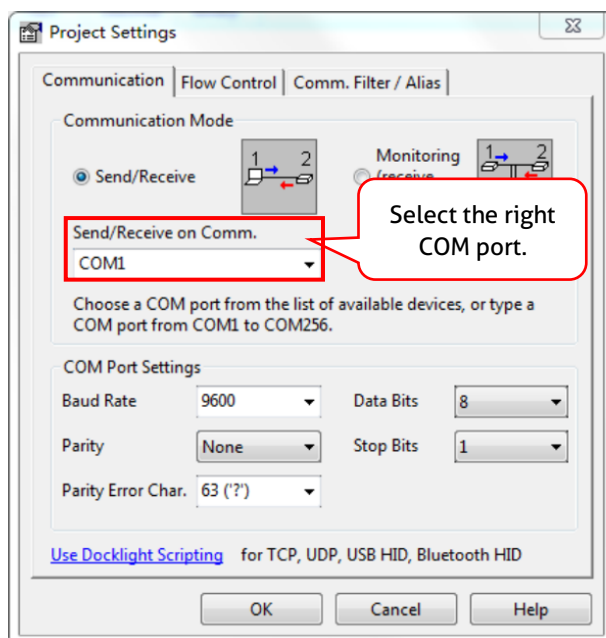 Project Settings
Communication
Flow Control
Comm. Filter / Alias
Communication Mode
Send/Receive
1 2
Monitoring
(receive
1 2
Send/Receive on Comm.
COM1
Select the right
COM port.
Choose a COM port from the list of available devices, or type a
COM port from COM1 to COM256.
COM Port Settings
Baud Rate 9600 Data Bits 8
Parity None Stop Bits 1
Parity Error Char. 63 ('?')
Use Docklight Scripting for TCP, UDP, USB HID, Bluetooth HID
OK Cancel Help